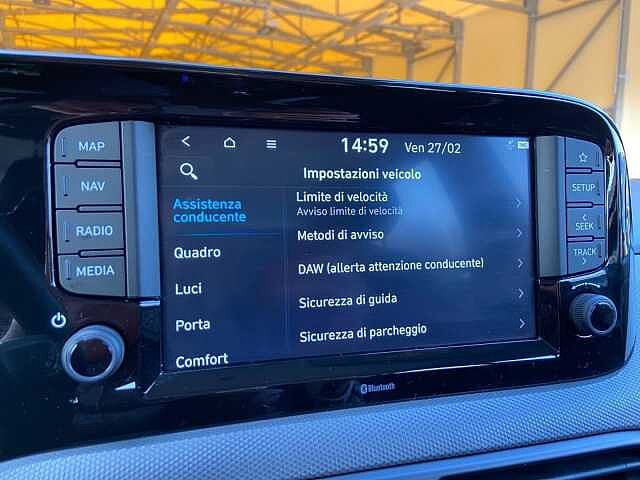 MAP
NAV
RADIO
MEDIA
14:59
Ven 27/02
Impostazioni veicolo
Assistenza
conducente
Quadro
Luci
Porta
Comfort
Limite di velocità
Avviso limite di velocità
Metodi di avviso
DAW (allerta attenzione conducente)
Sicurezza di guida
Sicurezza di parcheggio
SETUP
SEEK
TRACK
Bluetooth